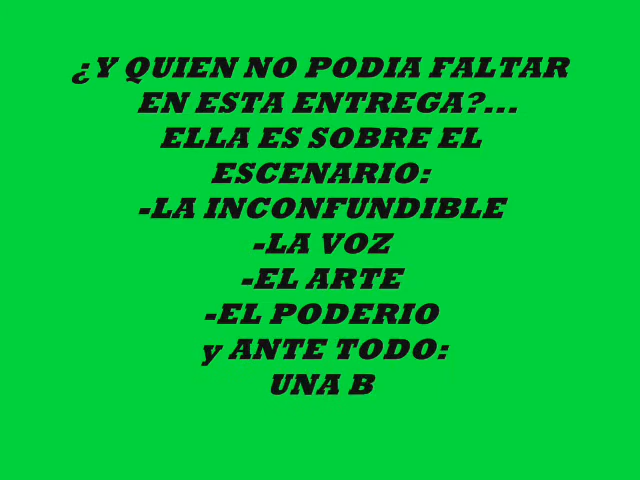 ¿Y QUIEN NO PODIA FALTAR
EN ESTA ENTREGA?...
ELLA ES SOBRE EL
ESCENARIO:
-LA INCONFUNDIBLE
-LA VOZ
-EL ARTE
-EL PODERIO
y ANTE TODO:
UNA B